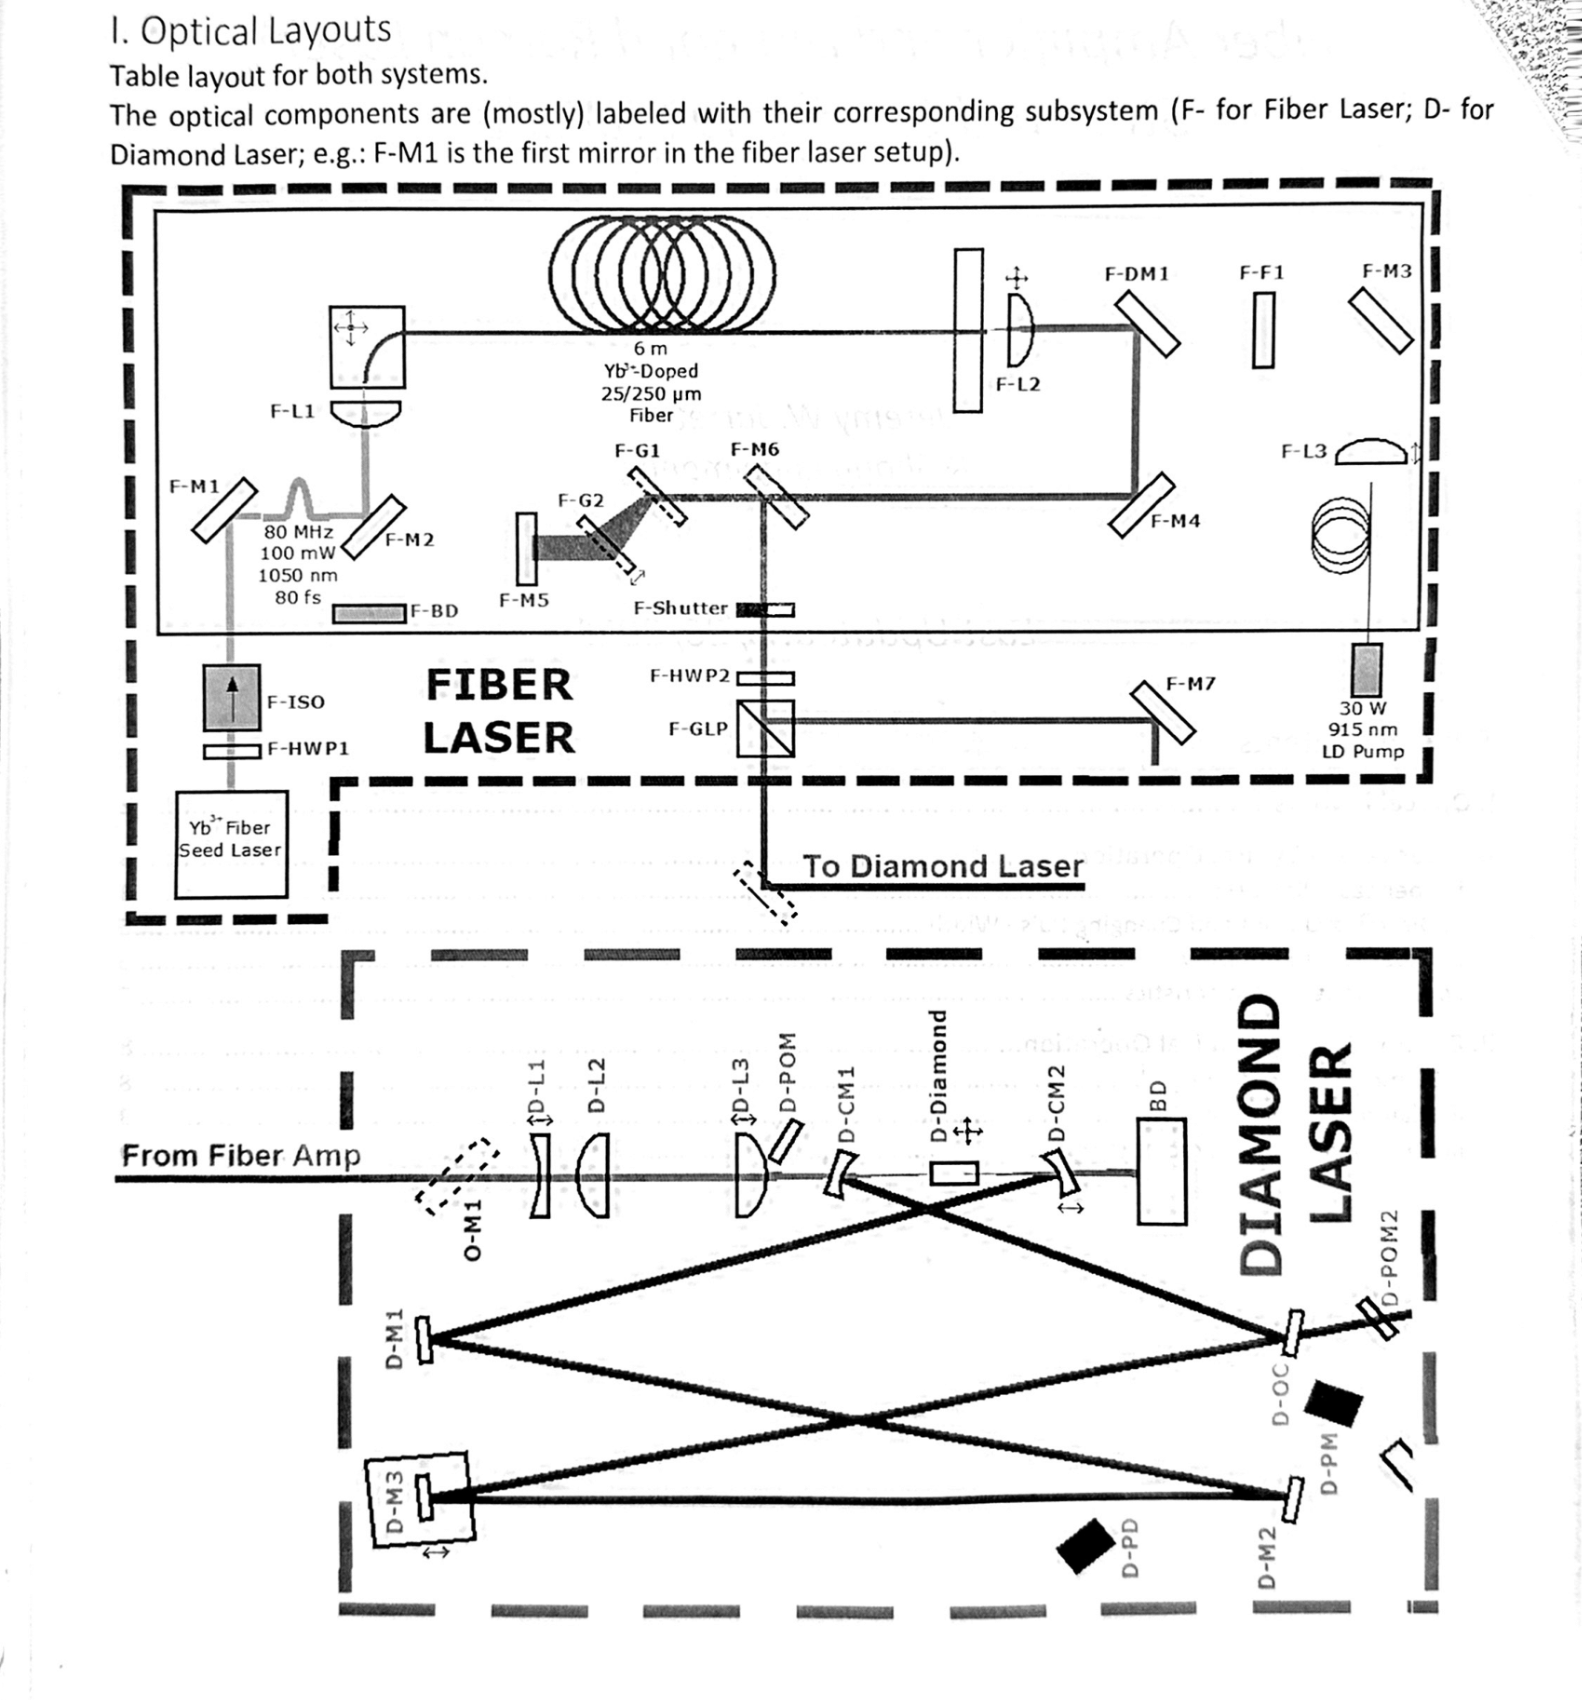 I. Optical Layouts
Table layout for both systems.
The optical components are (mostly) labeled with their corresponding subsystem (F- for Fiber Laser; D- for
Diamond Laser; e.g.: F-M1 is the first mirror in the fiber laser setup).
F-DM1
F-F1
F-M3
6 m
Yb³⁺-Doped
25/250 µm
Fiber
F-L2
F-L1
F-G1
F-M6
F-L3
F-M1
F-G2
F-M4
80 MHz
100 mW
1050 nm
80 fs
F-M2
F-M5
F-Shutter
F-BD
F-HWP2
FIBER
LASER
F-M7
F-ISO
F-GLP
30 W
915 nm
LD Pump
F-HWP1
Yb³⁺ Fiber
Seed Laser
To Diamond Laser
From Fiber Amp
O-M1
D-L1
D-L2
D-L3
D-POM
D-CM1
D-Diamond
D-CM2
BD
DIAMOND
LASER
D-POM2
D-M1
D-OC
D-PM
D-M3
D-PD
D-M2